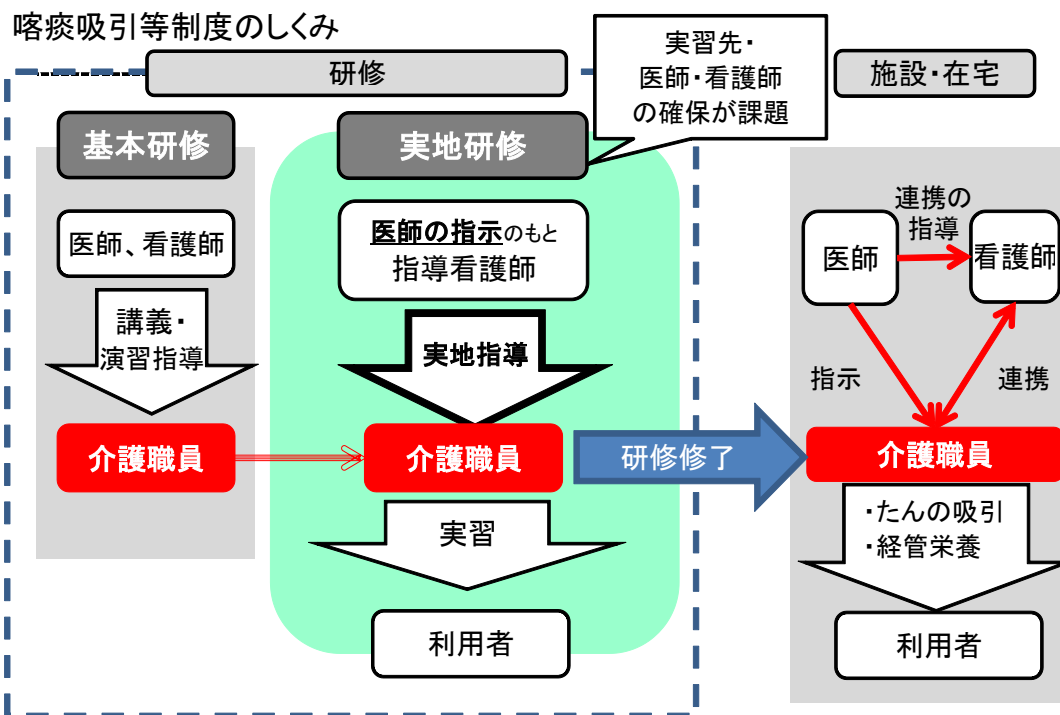 喀痰吸引等制度のしくみ
研修
実習先・
医師・看護師
の確保が課題
施設・在宅
基本研修
医師、看護師
講義・
演習指導
介護職員
実地研修
医師の指示のもと
指導看護師
実地指導
介護職員
実習
利用者
研修修了
医師
連携の
指導
看護師
指示
連携
介護職員
・たんの吸引
・経管栄養
利用者